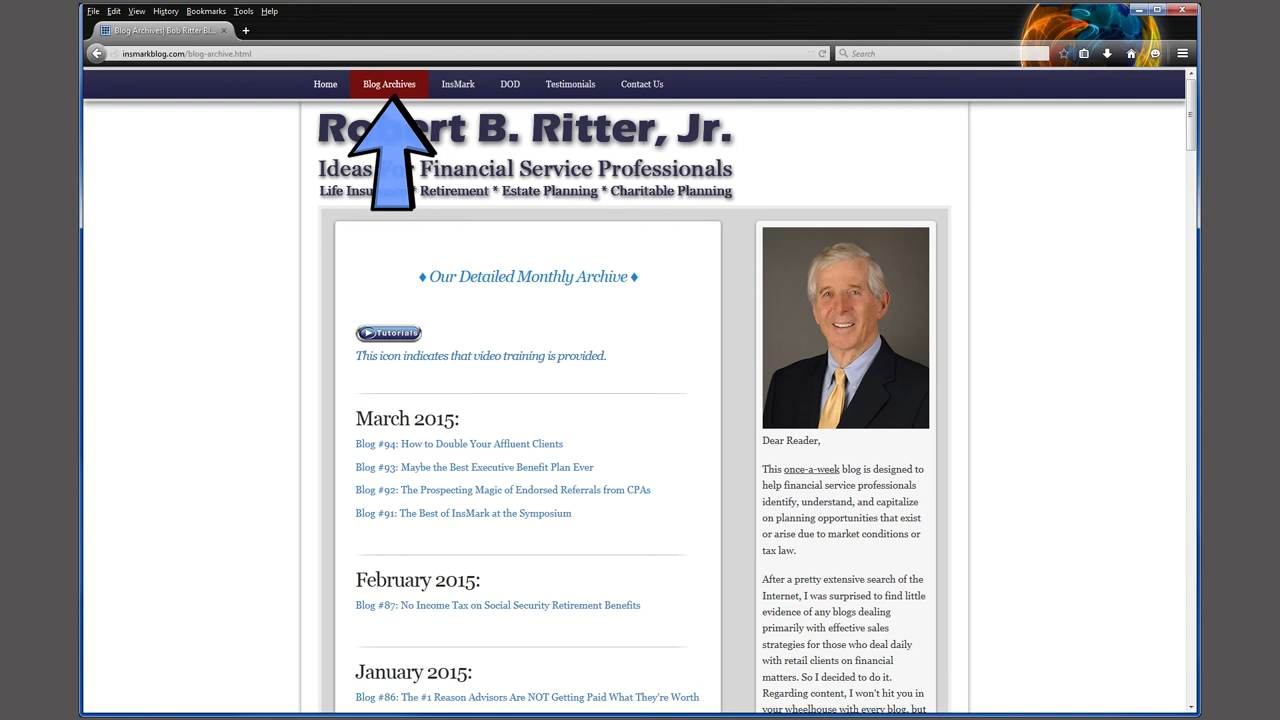 File Edit View History Bookmarks Tools Help
Blog Archives| Bob Ritter Bl...
insmarkblog.com/blog-archive.html
Search
Home Blog Archives InsMark DOD Testimonials Contact Us
Robert B. Ritter, Jr.
Ideas For Financial Service Professionals
Life Insurance * Retirement * Estate Planning * Charitable Planning
♦ Our Detailed Monthly Archive ♦
Tutorials
This icon indicates that video training is provided.
March 2015:
Blog #94: How to Double Your Affluent Clients
Blog #93: Maybe the Best Executive Benefit Plan Ever
Blog #92: The Prospecting Magic of Endorsed Referrals from CPAs
Blog #91: The Best of InsMark at the Symposium
February 2015:
Blog #87: No Income Tax on Social Security Retirement Benefits
January 2015:
Blog #86: The #1 Reason Advisors Are NOT Getting Paid What They're Worth
Dear Reader,
This once-a-week blog is designed to
help financial service professionals
identify, understand, and capitalize
on planning opportunities that exist
or arise due to market conditions or
tax law.
After a pretty extensive search of the
Internet, I was surprised to find little
evidence of any blogs dealing
primarily with effective sales
strategies for those who deal daily
with retail clients on financial
matters. So I decided to do it.
Regarding content, I won't hit you in
your wheelhouse with every blog, but